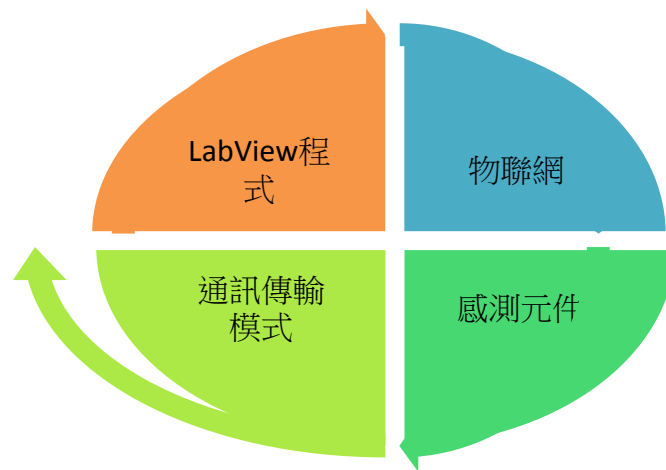 LabView程
式
物聯網
通訊傳輸
模式
感測元件